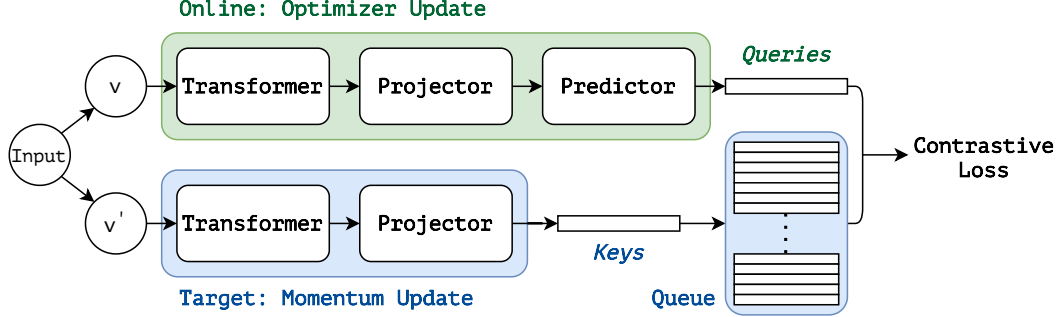 Online: Optimizer Update
Queries
v
Transformer
Projector
Predictor
Input
Contrastive
Loss
v'
Transformer
Projector
Keys
Target: Momentum Update
Queue